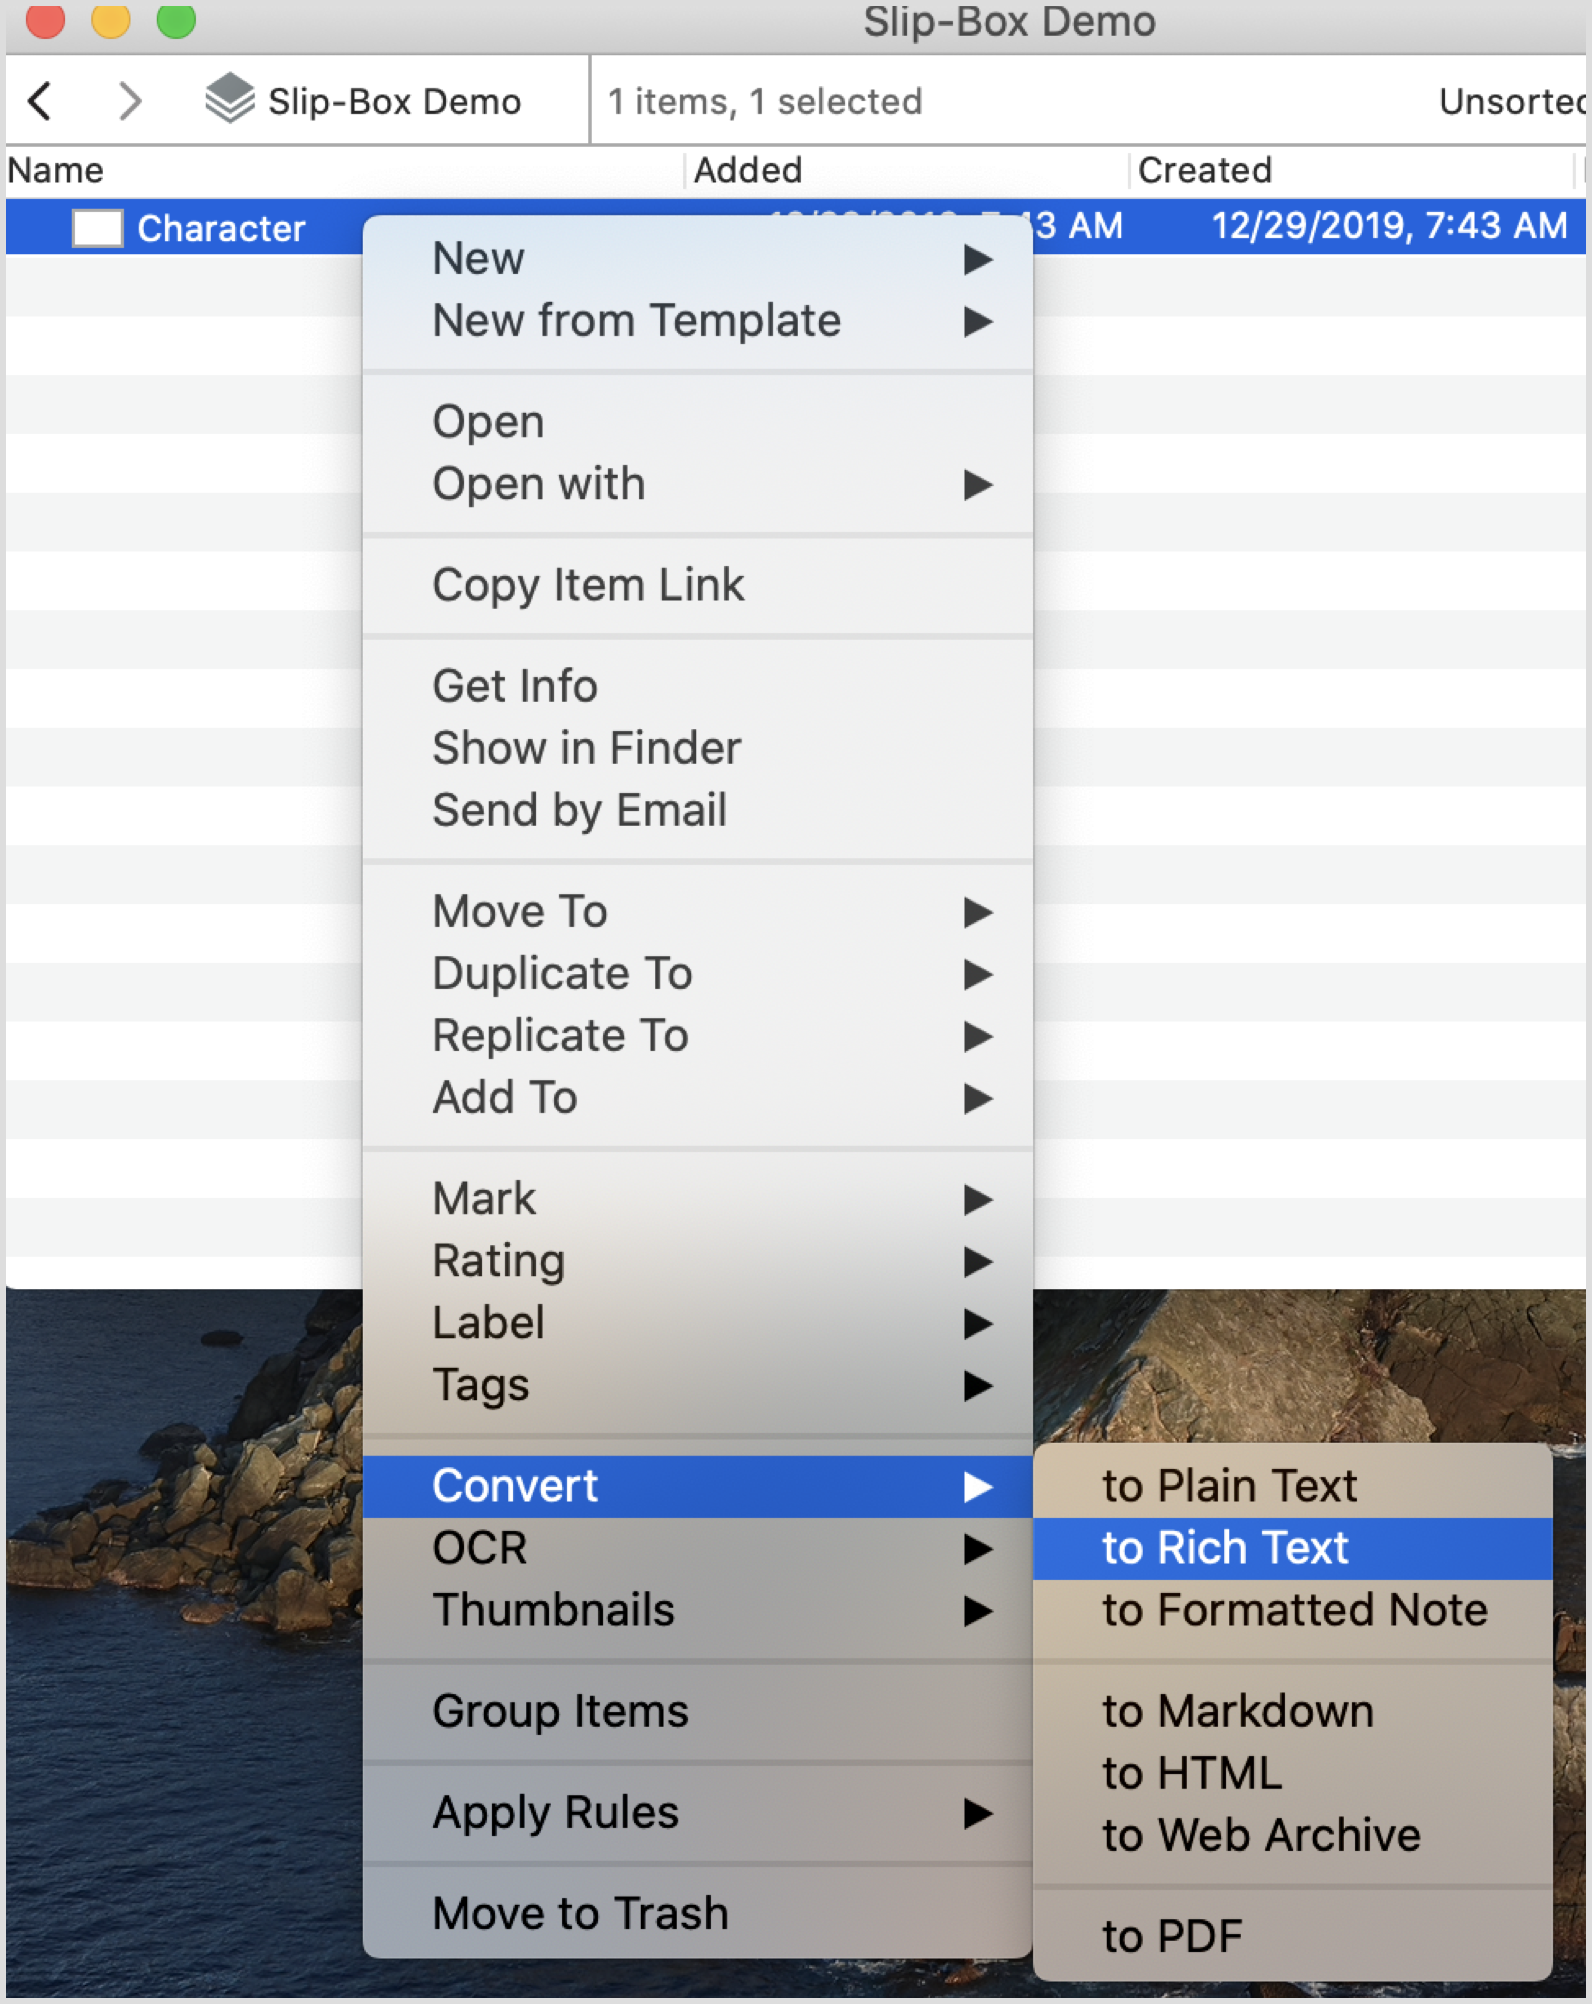 Slip-Box Demo
Slip-Box Demo
1 items, 1 selected
Name Added Created
Character AM 12/29/2019, 7:43 AM
New
New from Template
Open
Open with
Copy Item Link
Get Info
Show in Finder
Send by Email
Move To
Duplicate To
Replicate To
Add To
Mark
Rating
Label
Tags
Convert
to Plain Text
OCR
to Rich Text
Thumbnails
to Formatted Note
Group Items
to Markdown
to HTML
Apply Rules
to Web Archive
Move to Trash
to PDF